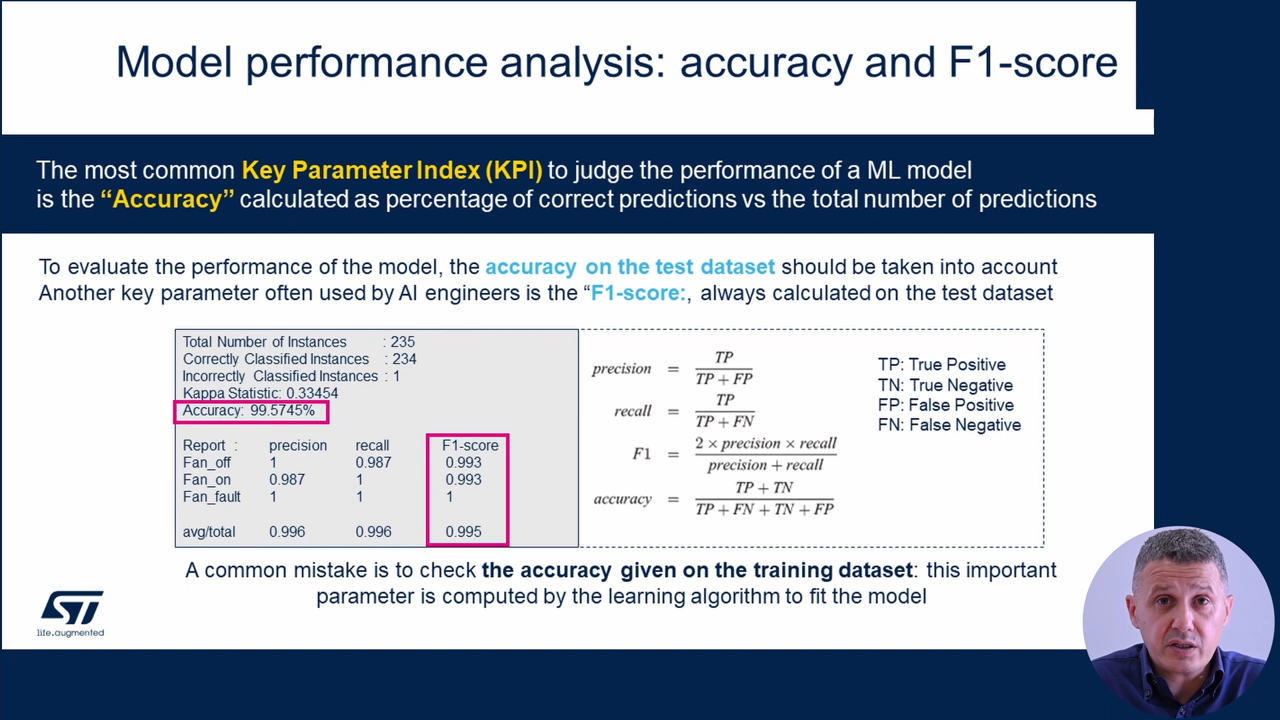 Model performance analysis: accuracy and F1-score
The most common Key Parameter Index (KPI) to judge the performance of a ML model
is the “Accuracy” calculated as percentage of correct predictions vs the total number of predictions
To evaluate the performance of the model, the accuracy on the test dataset should be taken into account
Another key parameter often used by AI engineers is the “F1-score:, always calculated on the test dataset
Total Number of Instances : 235
Correctly Classified Instances : 234
Incorrectly Classified Instances : 1
Kappa Statistic: 0.33454
Accuracy: 99.5745%
Report : precision recall F1-score
Fan_off 1 0.987 0.993
Fan_on 0.987 1 0.993
Fan_fault 1 1 1
avg/total 0.996 0.996 0.995
precision = TP / TP + FP
recall = TP / TP + FN
F1 = 2 × precision × recall / precision + recall
accuracy = TP + TN / TP + FN + TN + FP
TP: True Positive
TN: True Negative
FP: False Positive
FN: False Negative
A common mistake is to check the accuracy given on the training dataset: this important
parameter is computed by the learning algorithm to fit the model
ST
life.augmented